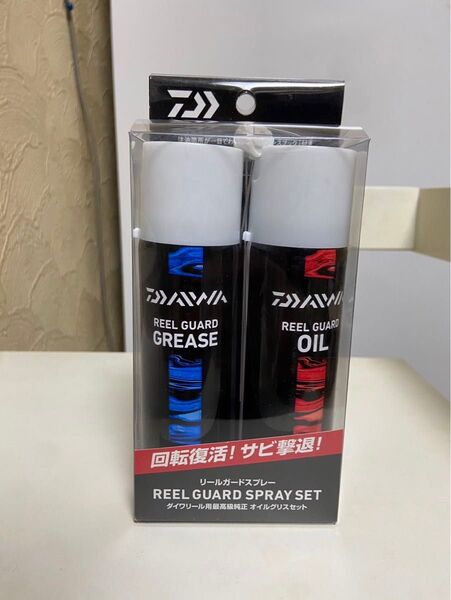 DAIWA
REEL GUARD
GREASE
DAIWA
REEL GUARD
OIL
回転復活！サビ撃退！
リールガードスプレー
REEL GUARD SPRAY SET
ダイワリール用最高級純正 オイルグリスセット